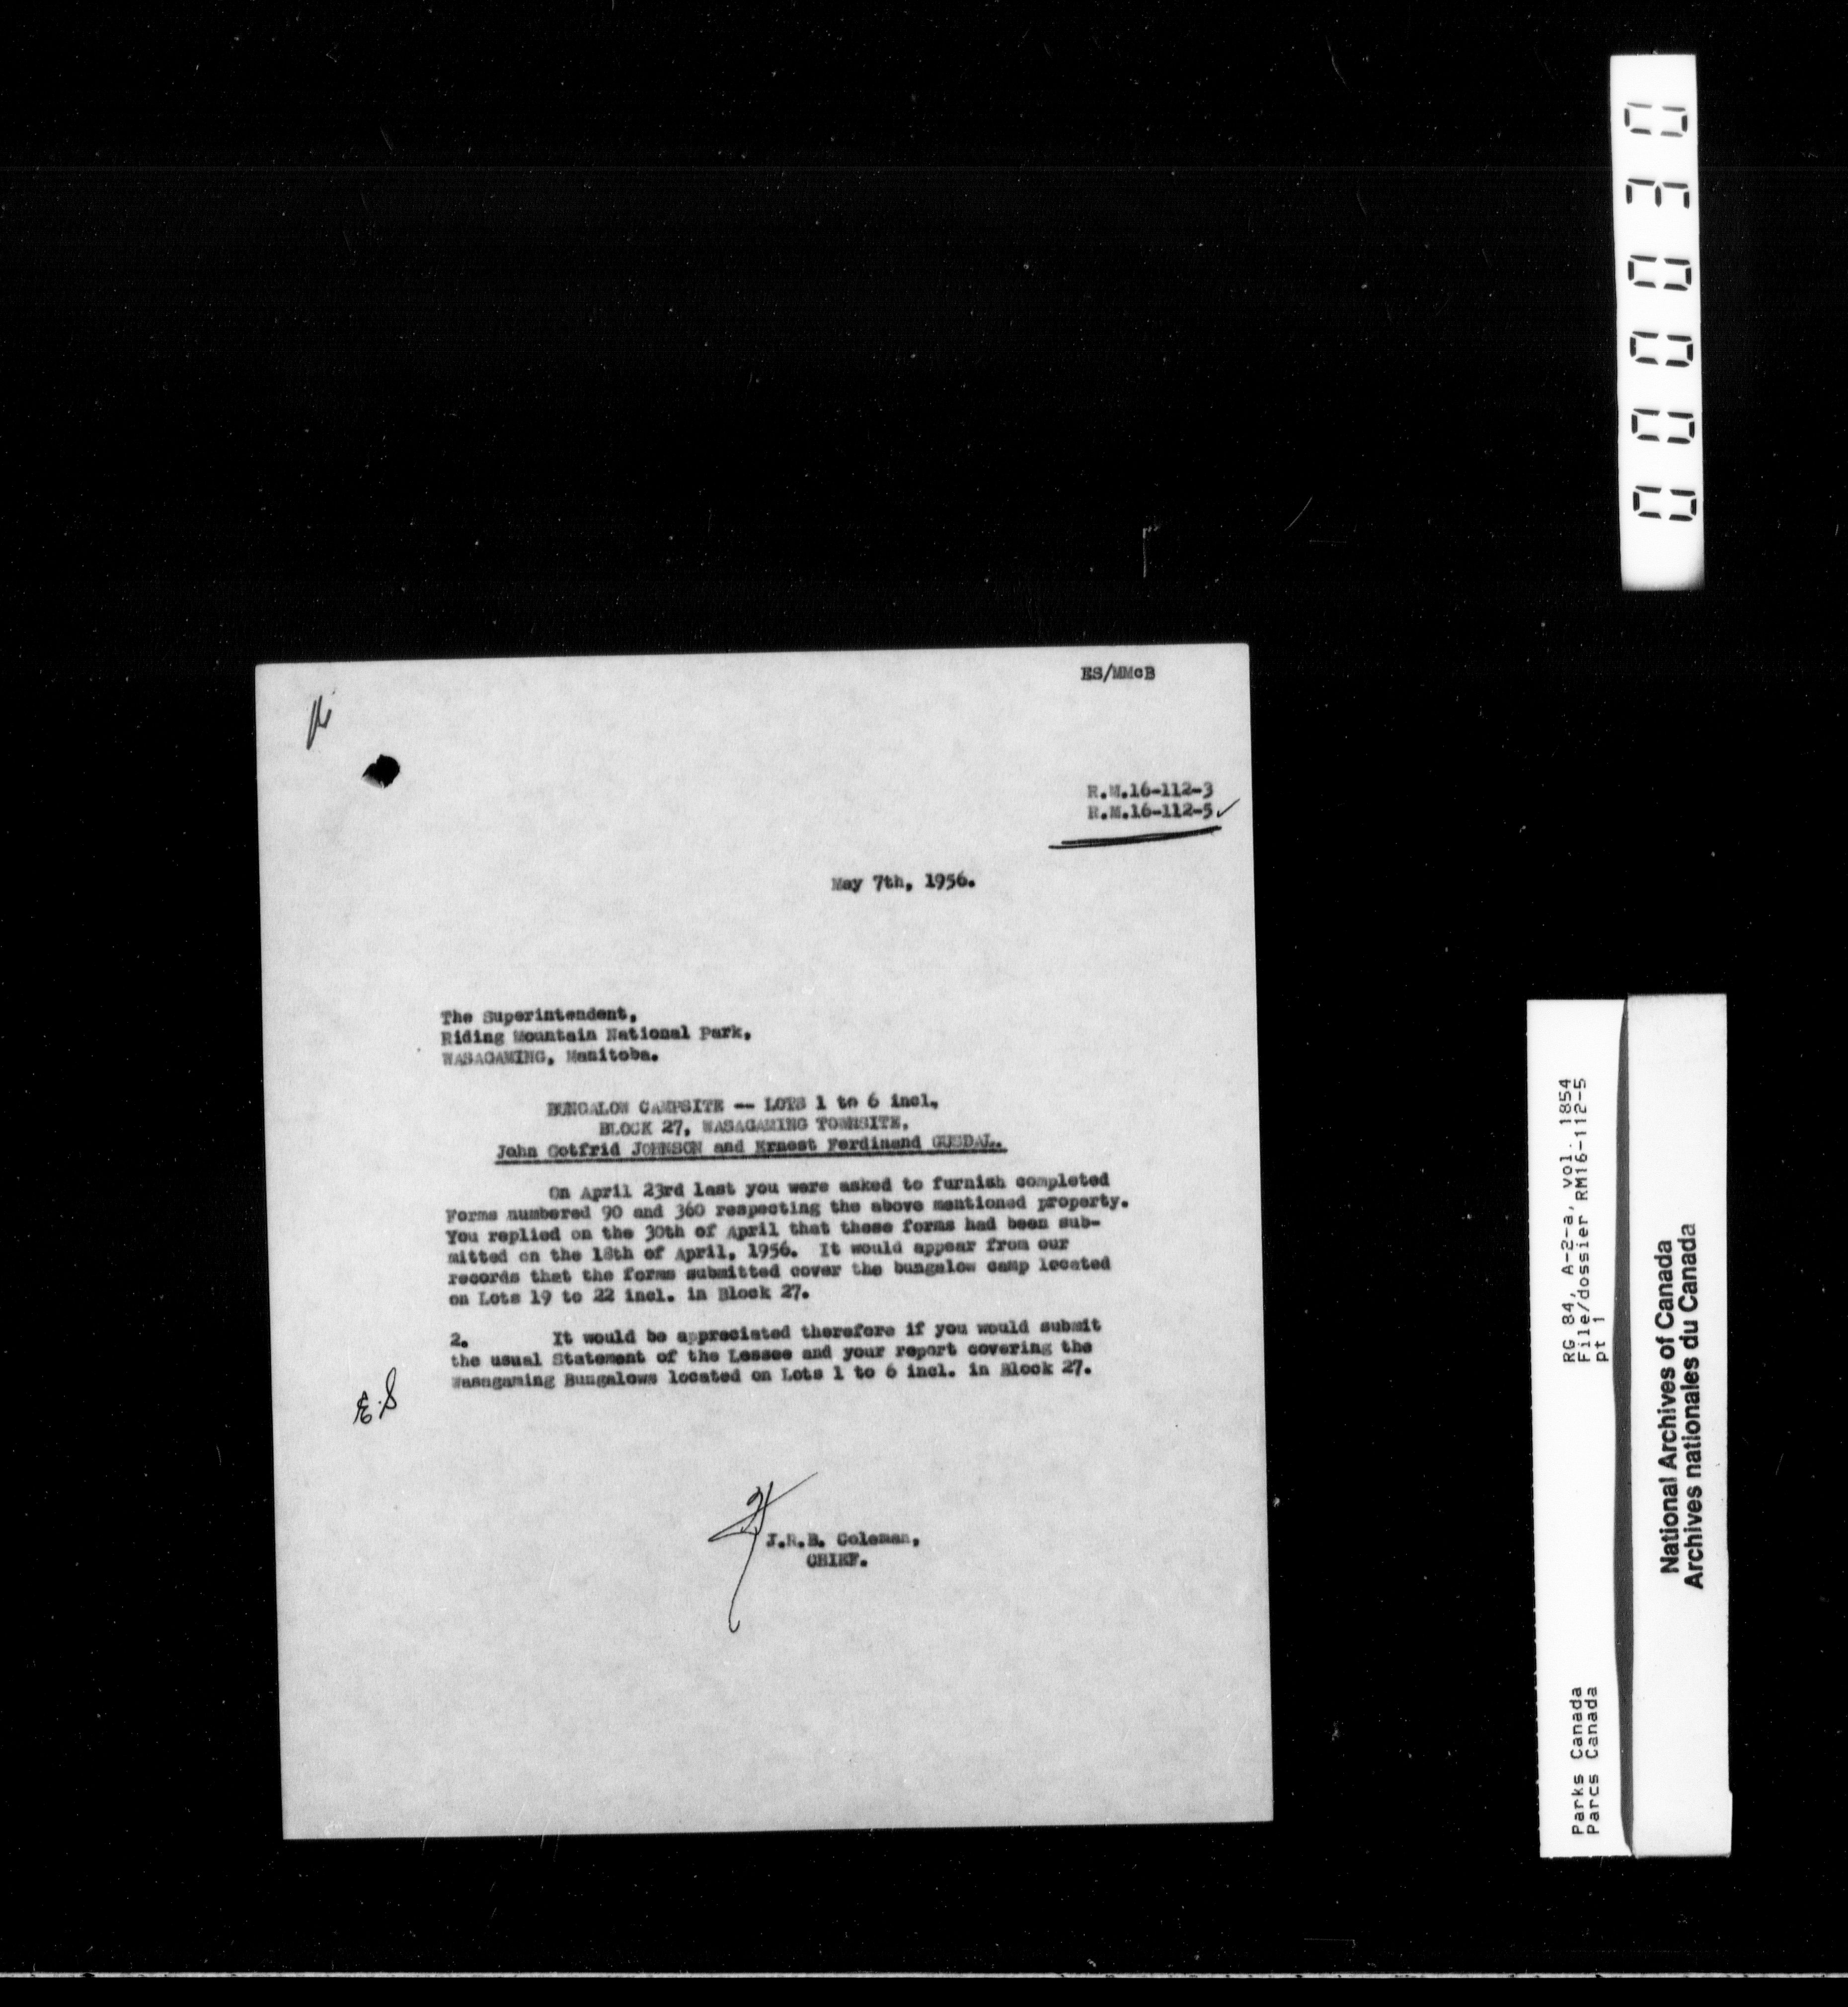 ES/MMcB
R.M.16-112-3
R.M.16-112-5✓
May 7th, 1956.
The Superintendent,
Riding Mountain National Park,
WASAGAMING, Manitoba.
BUNGALOW CAMPSITE -- LOTS 1 to 6 incl.,
BLOCK 27, WASAGAMING TOWNSITE,
John Gotfrid JOHNSON and Ernest Ferdinand GUSDAL.
On April 23rd last you were asked to furnish completed
Forms numbered 90 and 360 respecting the above mentioned property.
You replied on the 30th of April that these forms had been sub-
mitted on the 18th of April, 1956. It would appear from our
records that the forms submitted cover the bungalow camp located
on Lots 19 to 22 incl. in Block 27.
2. It would be appreciated therefore if you would submit
the usual Statement of the Lessee and your report covering the
Wasagaming Bungalows located on Lots 1 to 6 incl. in Block 27.
E.S
J.R.B. Coleman,
CHIEF.
000030
RG 84, A-2-a, vol. 1854
File/dossier RM16-112-5
pt 1
Parks Canada
Parcs Canada
National Archives of Canada
Archives nationales du Canada